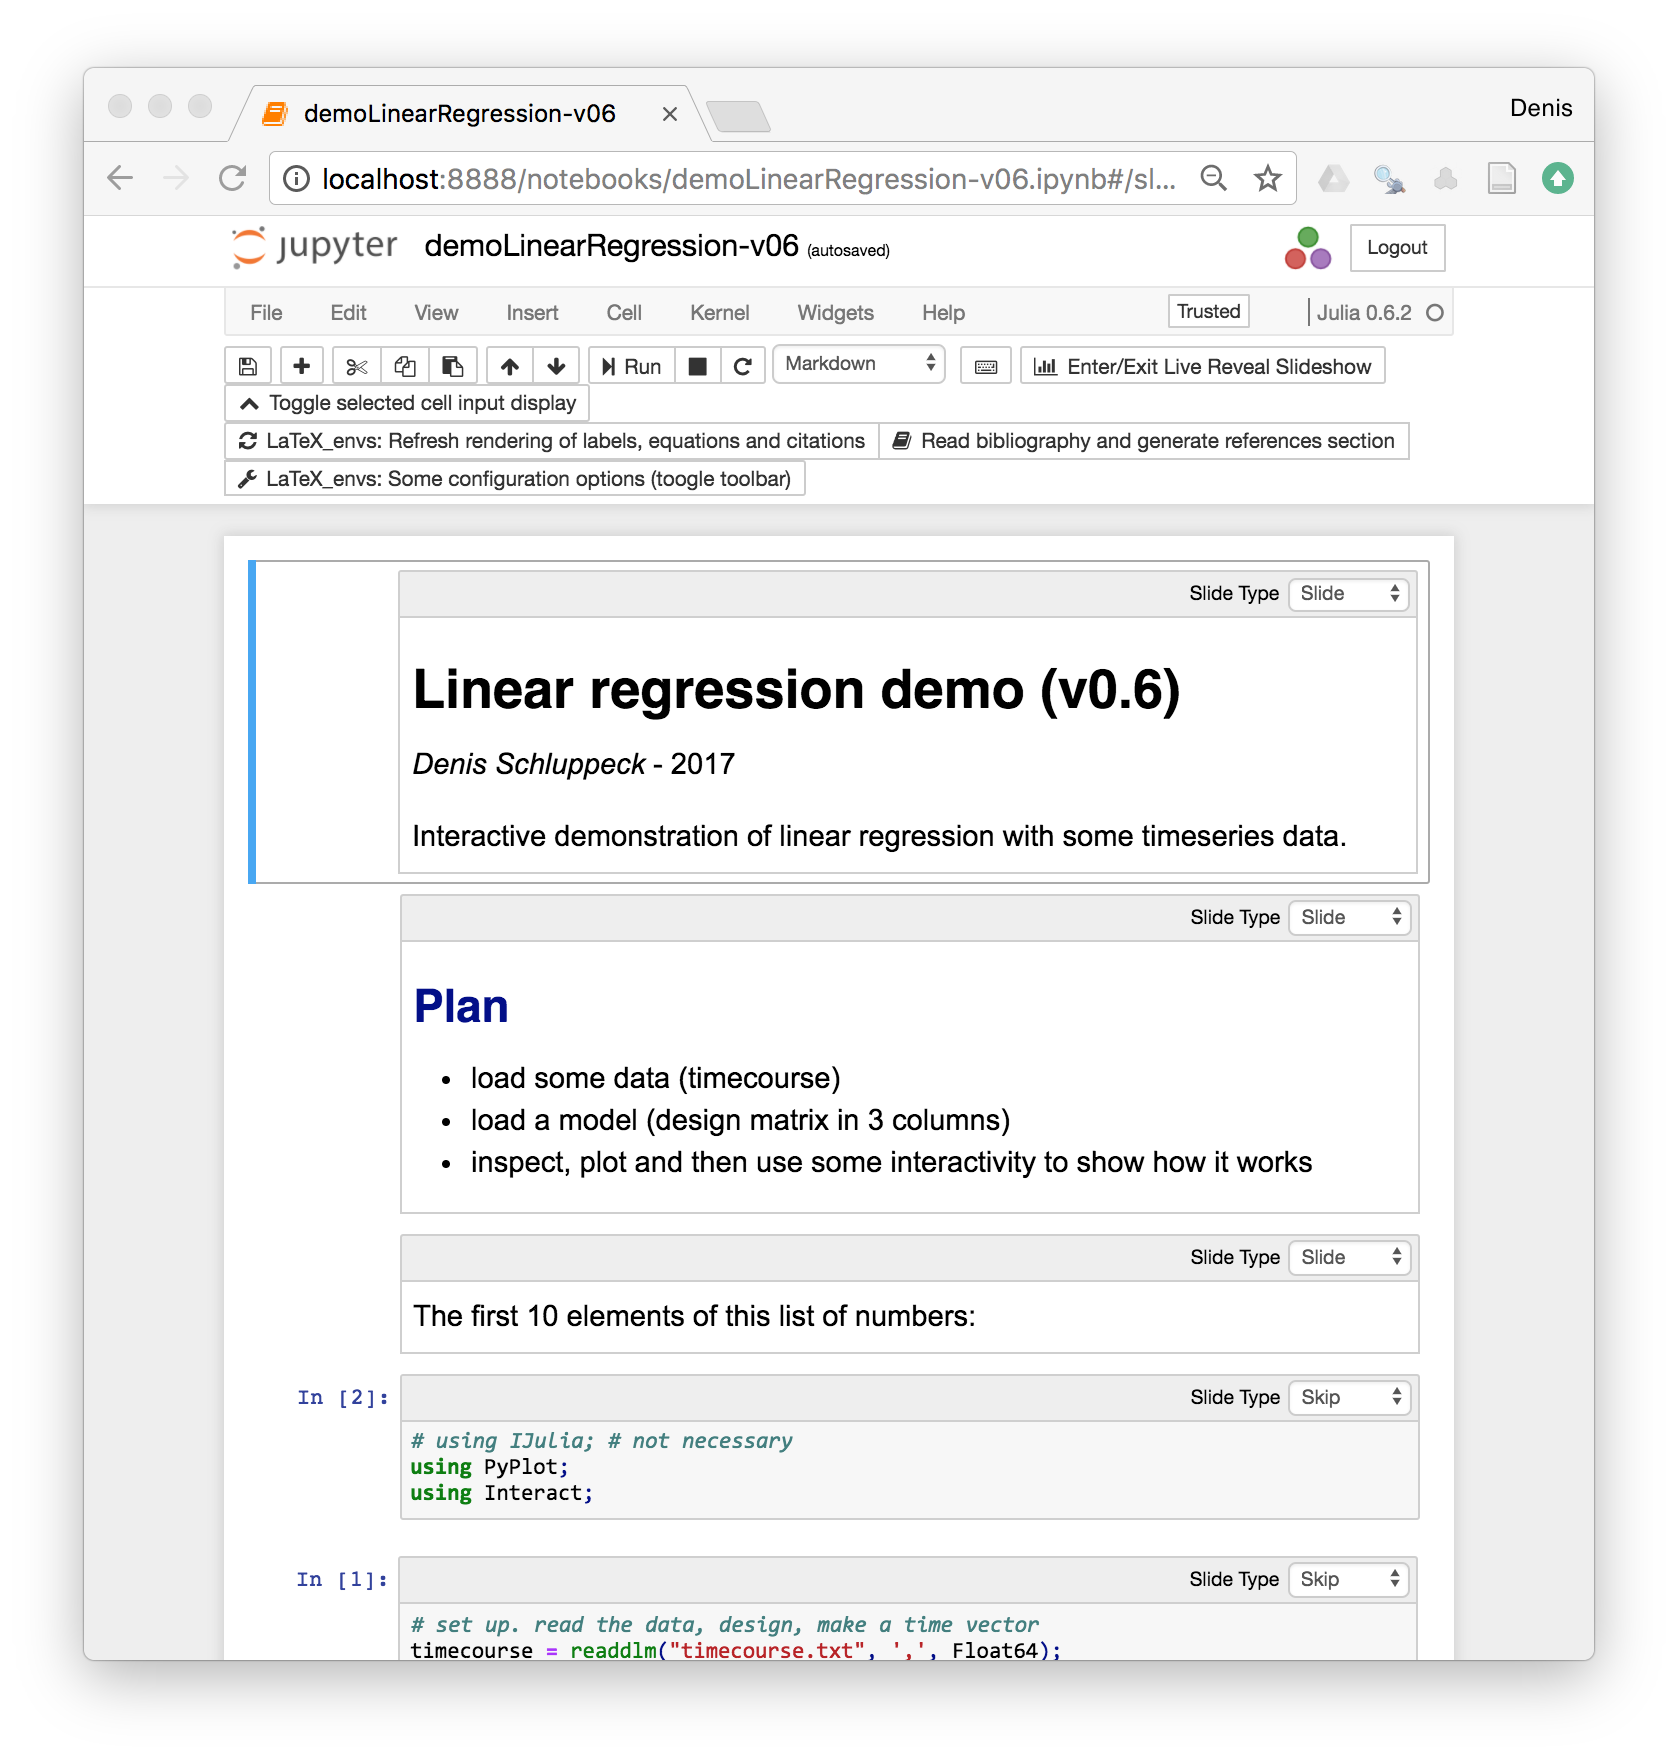 demoLinearRegression-v06
Denis
localhost:8888/notebooks/demoLinearRegression-v06.ipynb#/sl...
jupyter demoLinearRegression-v06 (autosaved) Logout
File Edit View Insert Cell Kernel Widgets Help Trusted Julia 0.6.2
Run Markdown Enter/Exit Live Reveal Slideshow
Toggle selected cell input display
LaTeX_envs: Refresh rendering of labels, equations and citations Read bibliography and generate references section
LaTeX_envs: Some configuration options (toogle toolbar)
Slide Type Slide
Linear regression demo (v0.6)
Denis Schluppeck - 2017
Interactive demonstration of linear regression with some timeseries data.
Slide Type Slide
Plan
• load some data (timecourse)
• load a model (design matrix in 3 columns)
• inspect, plot and then use some interactivity to show how it works
Slide Type Slide
The first 10 elements of this list of numbers:
In [2]: Slide Type Skip
# using IJulia; # not necessary
using PyPlot;
using Interact;
In [1]: Slide Type Skip
# set up. read the data, design, make a time vector
timecourse = readdlm("timecourse.txt", ',', Float64);